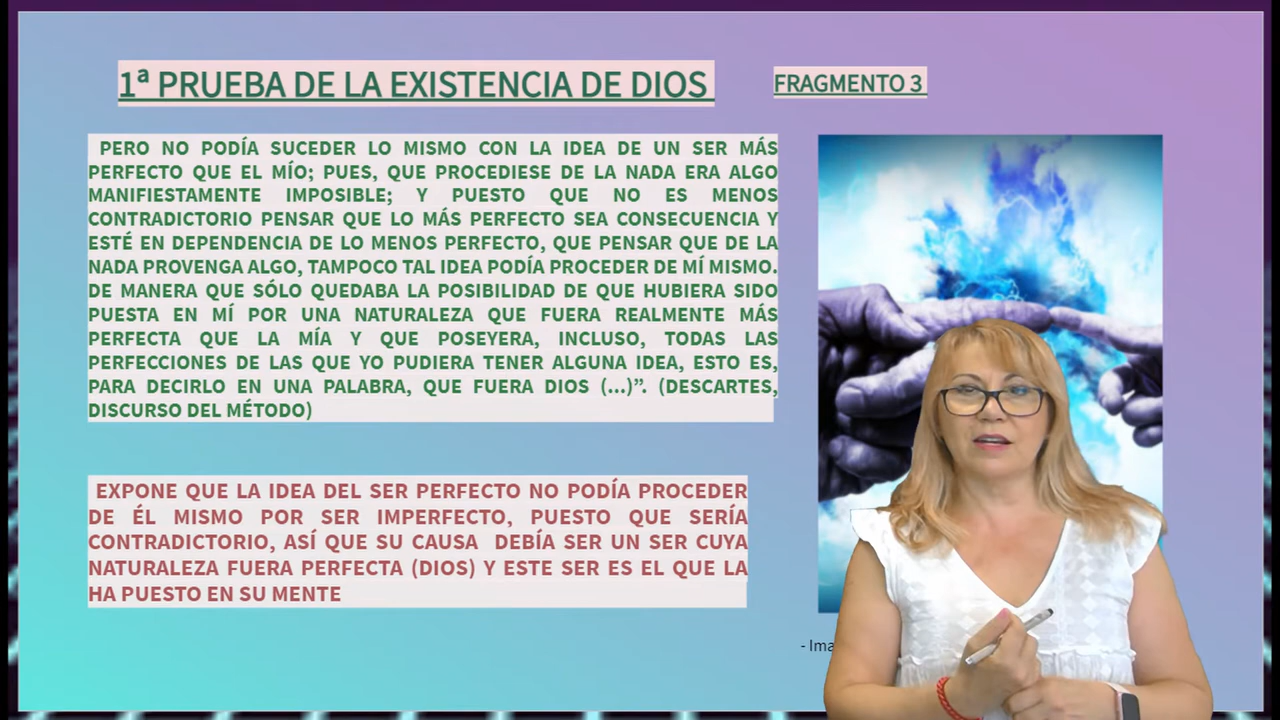 1ª PRUEBA DE LA EXISTENCIA DE DIOS
FRAGMENTO 3
PERO NO PODÍA SUCEDER LO MISMO CON LA IDEA DE UN SER MÁS
PERFECTO QUE EL MÍO; PUES, QUE PROCEDIESE DE LA NADA ERA ALGO
MANIFIESTAMENTE IMPOSIBLE; Y PUESTO QUE NO ES MENOS
CONTRADICTORIO PENSAR QUE LO MÁS PERFECTO SEA CONSECUENCIA Y
ESTÉ EN DEPENDENCIA DE LO MENOS PERFECTO, QUE PENSAR QUE DE LA
NADA PROVENGA ALGO, TAMPOCO TAL IDEA PODÍA PROCEDER DE MÍ MISMO.
DE MANERA QUE SÓLO QUEDABA LA POSIBILIDAD DE QUE HUBIERA SIDO
PUESTA EN MÍ POR UNA NATURALEZA QUE FUERA REALMENTE MÁS
PERFECTA QUE LA MÍA Y QUE POSEYERA, INCLUSO, TODAS LAS
PERFECCIONES DE LAS QUE YO PUDIERA TENER ALGUNA IDEA, ESTO ES,
PARA DECIRLO EN UNA PALABRA, QUE FUERA DIOS (...)”. (DESCARTES,
DISCURSO DEL MÉTODO)
EXPONE QUE LA IDEA DEL SER PERFECTO NO PODÍA PROCEDER
DE ÉL MISMO POR SER IMPERFECTO, PUESTO QUE SERÍA
CONTRADICTORIO, ASÍ QUE SU CAUSA DEBÍA SER UN SER CUYA
NATURALEZA FUERA PERFECTA (DIOS) Y ESTE SER ES EL QUE LA
HA PUESTO EN SU MENTE